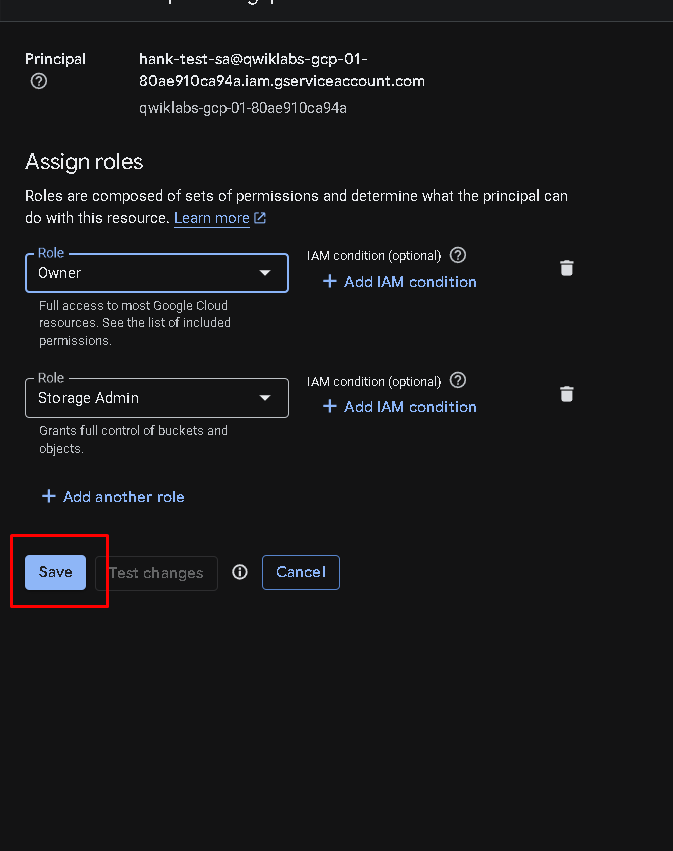 Principal
hank-test-sa@qwiklabs-gcp-01-
80ae910ca94a.iam.gserviceaccount.com
qwiklabs-gcp-01-80ae910ca94a
Assign roles
Roles are composed of sets of permissions and determine what the principal can
do with this resource. Learn more
Role
Owner
IAM condition (optional)
+ Add IAM condition
Full access to most Google Cloud
resources. See the list of included
permissions.
Role
Storage Admin
IAM condition (optional)
+ Add IAM condition
Grants full control of buckets and
objects.
+ Add another role
Save
Test changes
Cancel